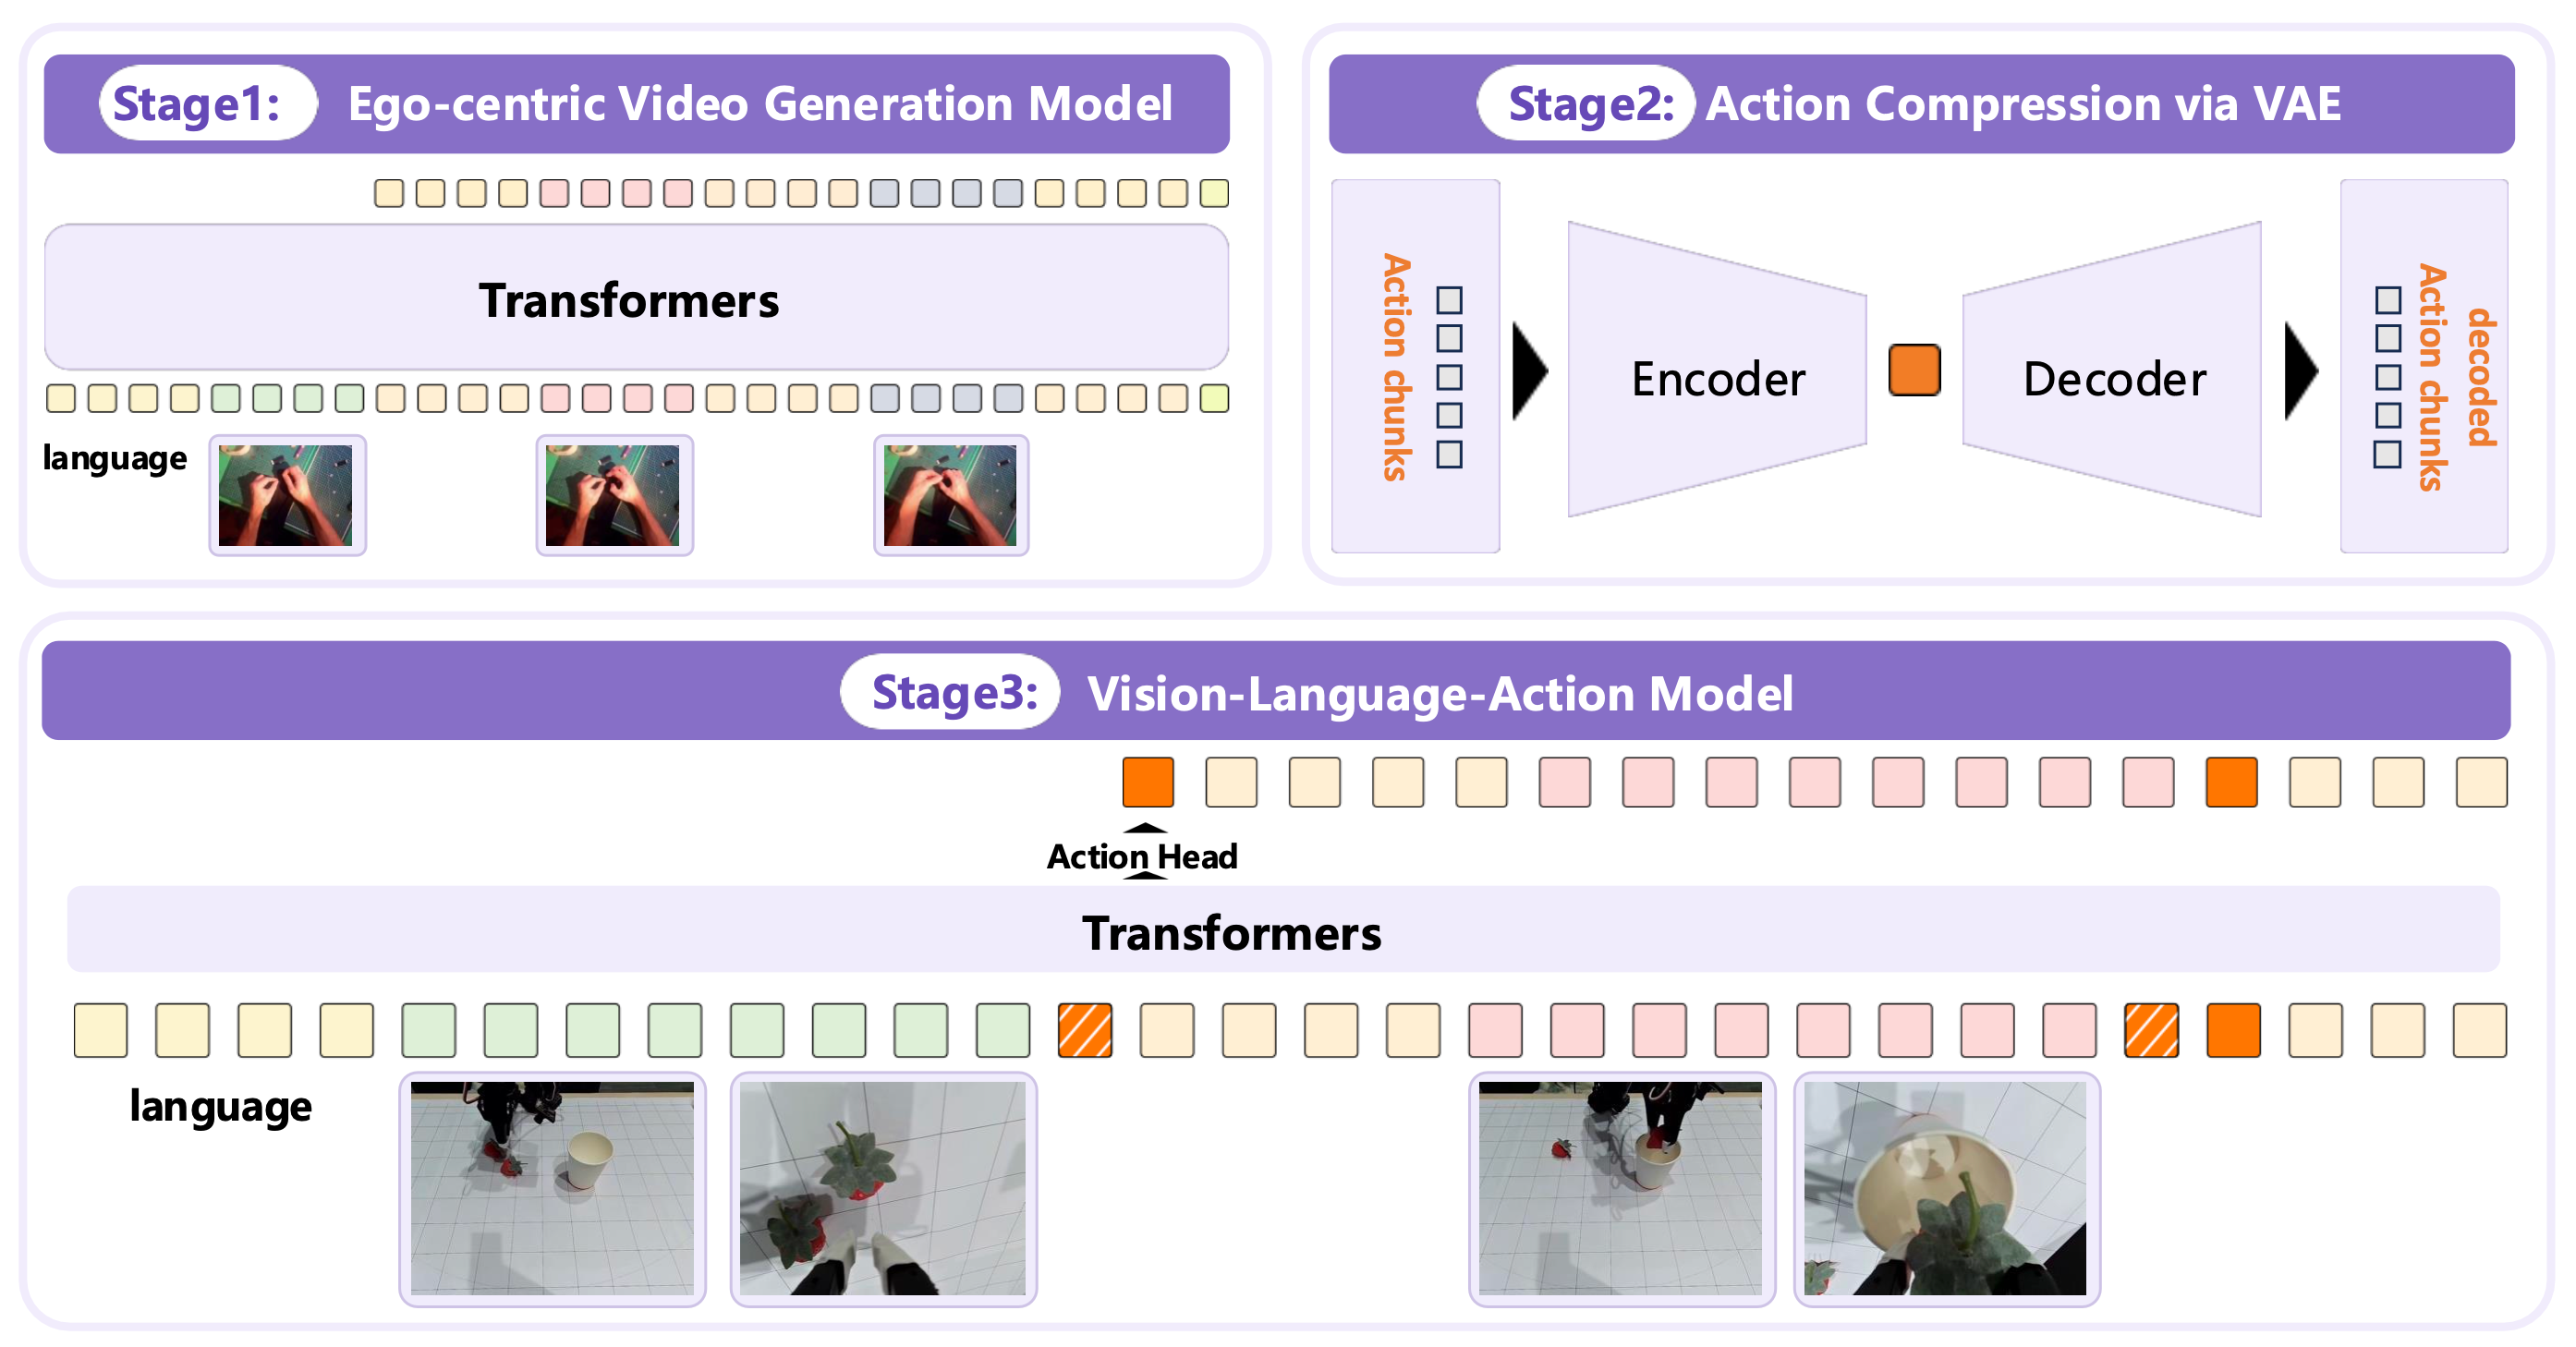 Stage1: Ego-centric Video Generation Model
Transformers
language
Stage2: Action Compression via VAE
Action chunks
Encoder
Decoder
decoded
Action chunks
Stage3: Vision-Language-Action Model
Action Head
Transformers
language